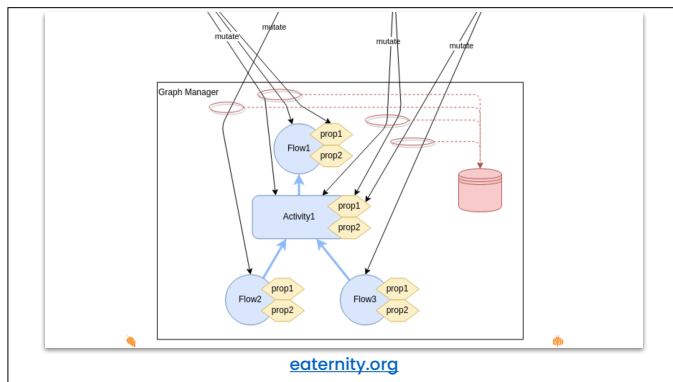 mutate
mutate
mutate
Graph Manager
prop1
Flow1
prop2
prop1
Activity1
prop2
prop1
Flow2
prop2
prop1
Flow3
prop2
eaternity.org